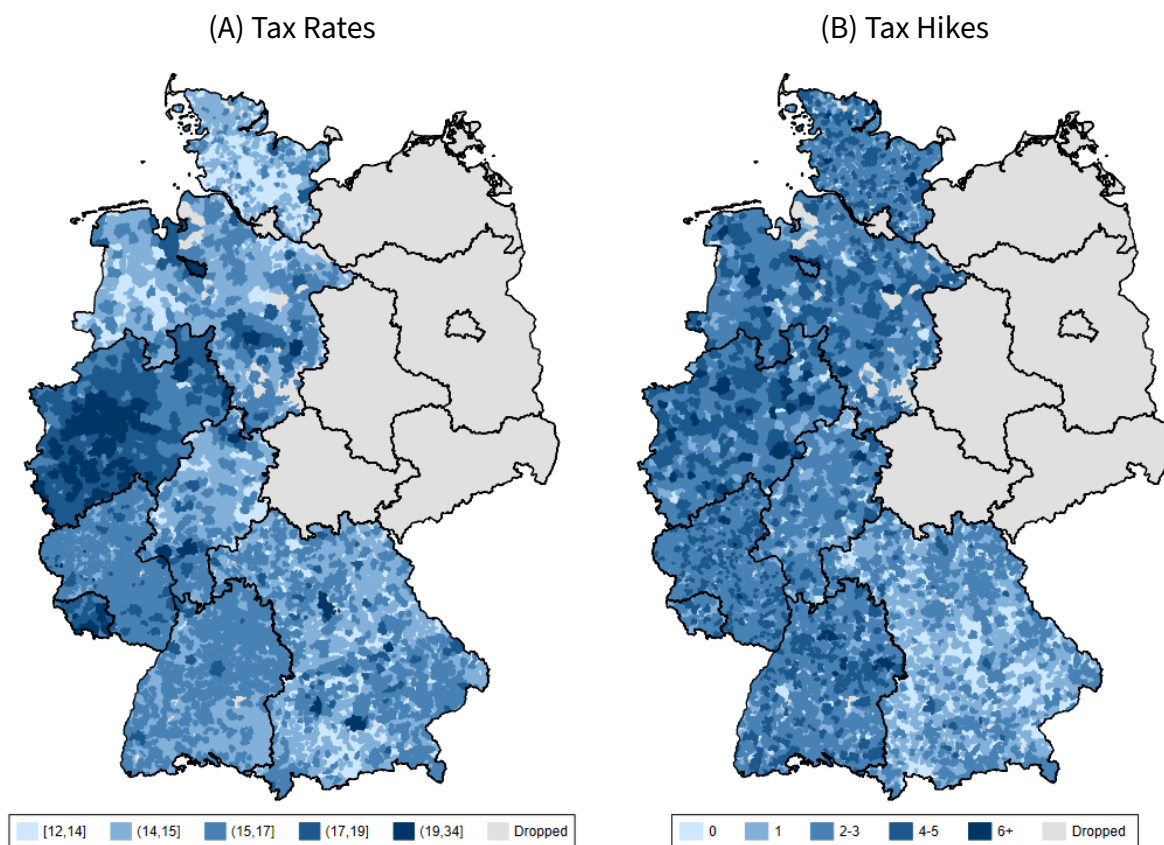 (A) Tax Rates
(B) Tax Hikes
[12,14] (14,15] (15,17] (17,19] (19,34] Dropped
0 1 2-3 4-5 6+ Dropped